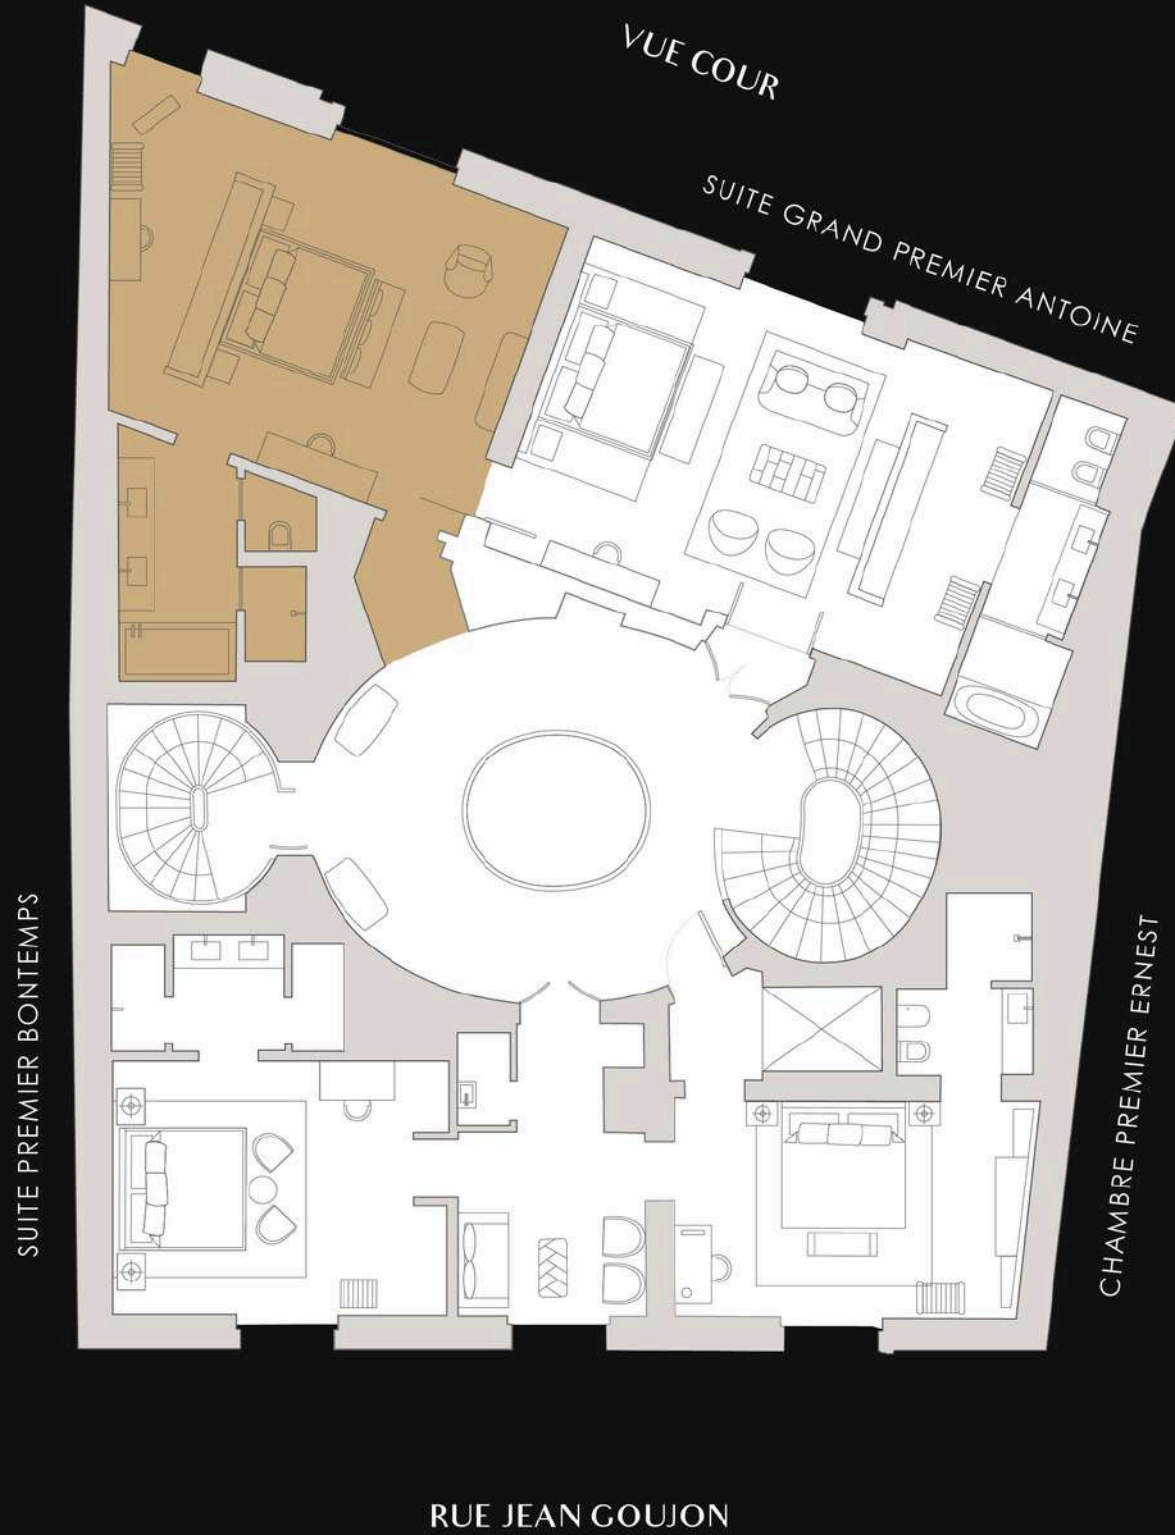 VUE COUR
SUITE GRAND PREMIER ANTOINE
SUITE PREMIER BONTEMPS
CHAMBRE PREMIER ERNEST
RUE JEAN GOUJON